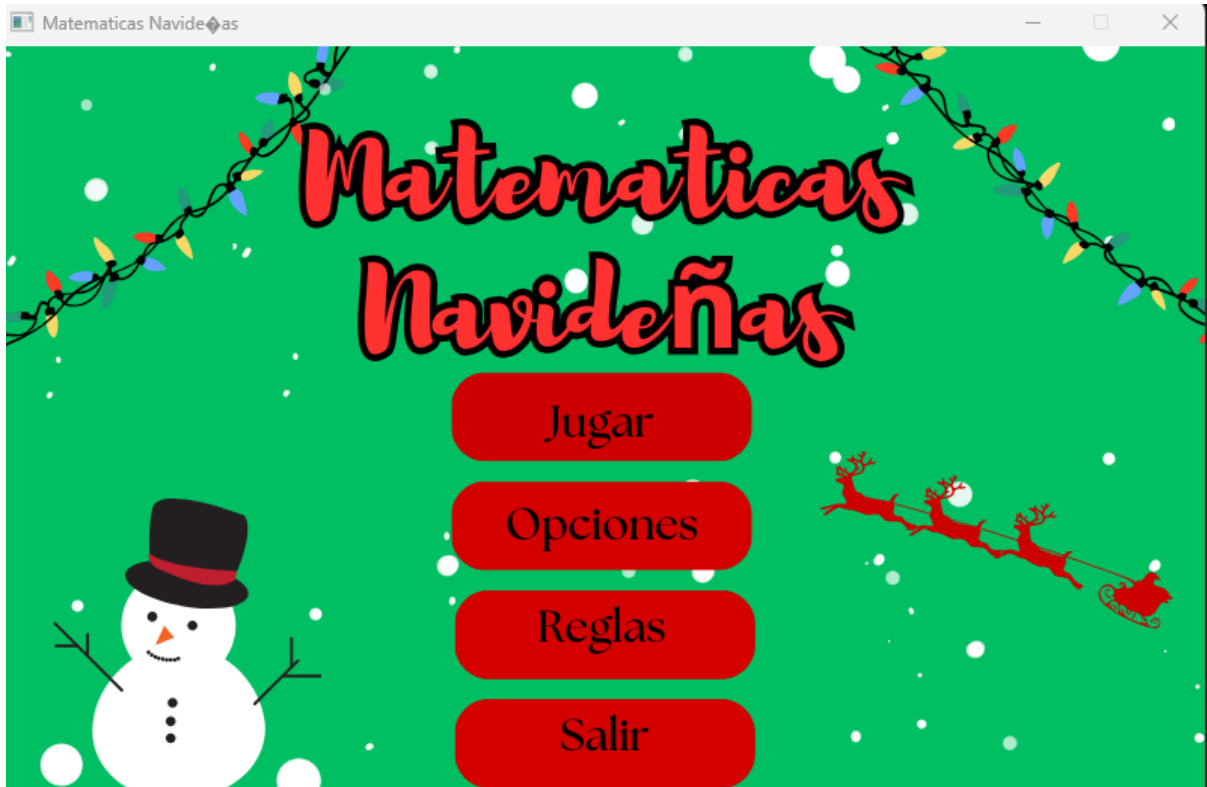 Matematicas Navide�as
Matematicas
Navideñas
Jugar
Opciones
Reglas
Salir